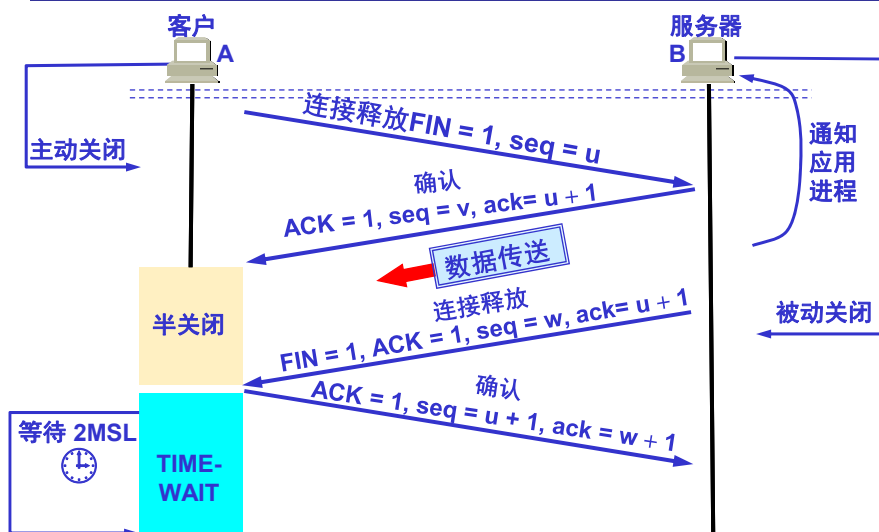 客户
服务器
A
B
连接释放FIN = 1, seq = u
主动关闭
通知
应用
进程
确认
ACK = 1, seq = v, ack= u + 1
数据传送
连接释放
FIN = 1, ACK = 1, seq = w, ack= u + 1
半关闭
被动关闭
确认
ACK = 1, seq = u + 1, ack = w + 1
等待 2MSL
TIME-
WAIT